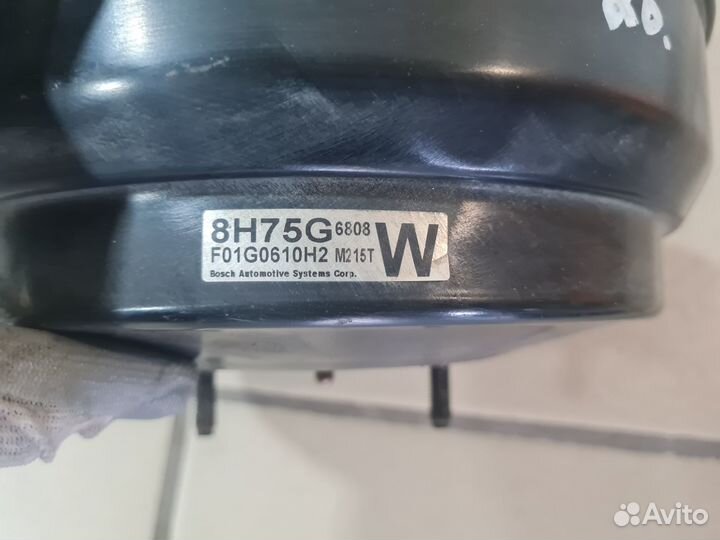 8H75G 6808
F01G0610H2 M215T W
Bosch Automotive Systems Corp.
Avito